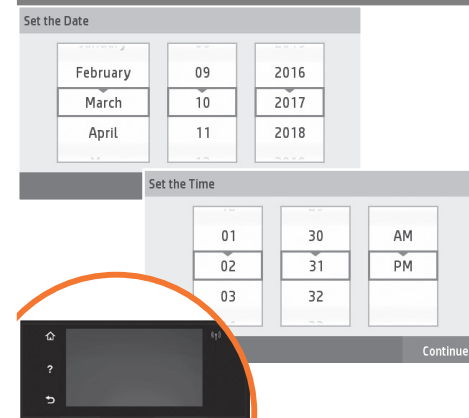 Set the Date
February 09 2016
March 10 2017
April 11 2018
Set the Time
01 30 AM
02 31 PM
03 32
Continue
?